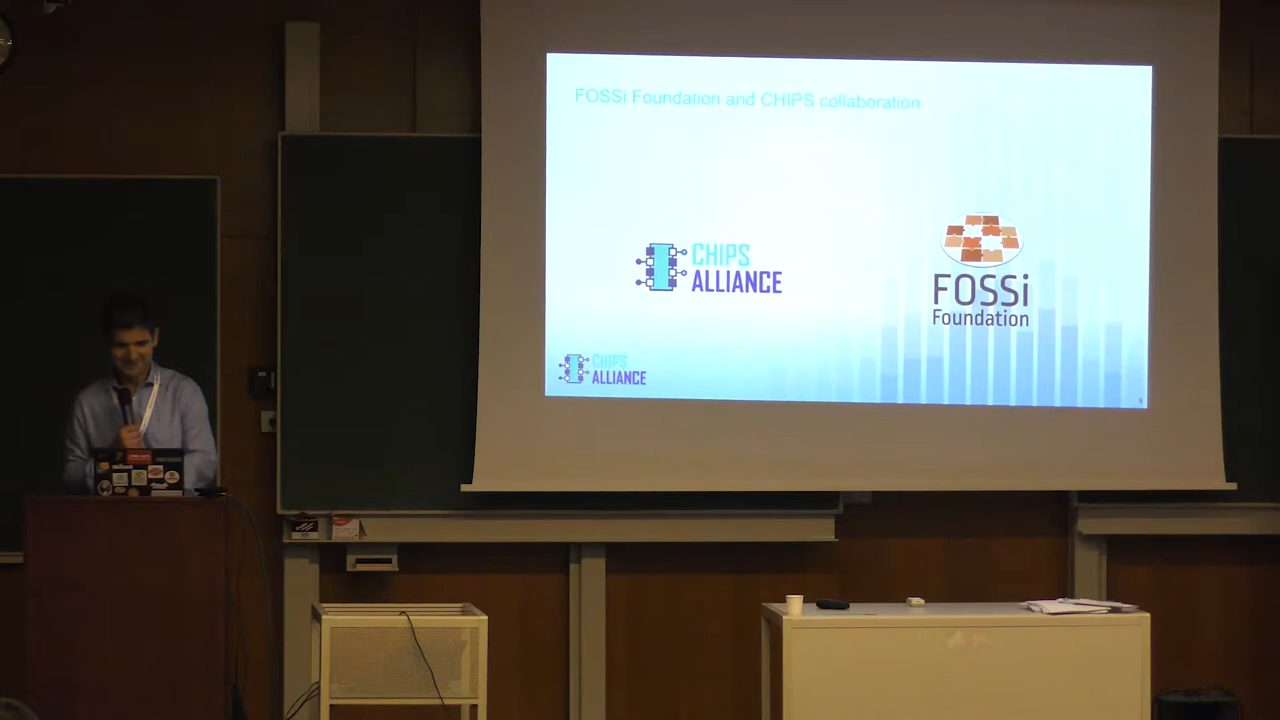 FOSSi Foundation and CHIPS collaboration
CHIPS
ALLIANCE
FOSSi
Foundation
CHIPS
ALLIANCE